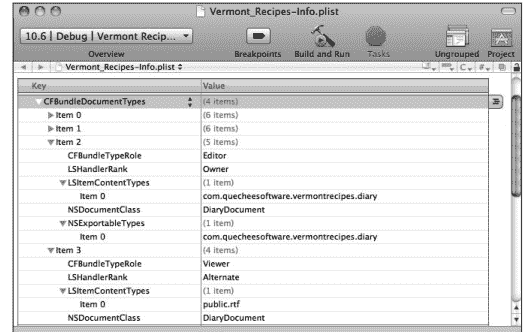 Vermont_Recipes-Info.plist
10.6 | Debug | Vermont Recip...
Overview Breakpoints Build and Run Tasks Ungrouped Project
Vermont_Recipes-Info.plist
Key Value
CFBundleDocumentTypes (4 items)
Item 0 (6 items)
Item 1 (6 items)
Item 2 (5 items)
CFBundleTypeRole Editor
LSHandlerRank Owner
LSItemContentTypes (1 item)
Item 0 com.quecheesoftware.vermontrecipes.diary
NSDocumentClass DiaryDocument
NSExportableTypes (1 item)
Item 0 com.quecheesoftware.vermontrecipes.diary
Item 3 (4 items)
CFBundleTypeRole Viewer
LSHandlerRank Alternate
LSItemContentTypes (1 item)
Item 0 public.rtf
NSDocumentClass DiaryDocument